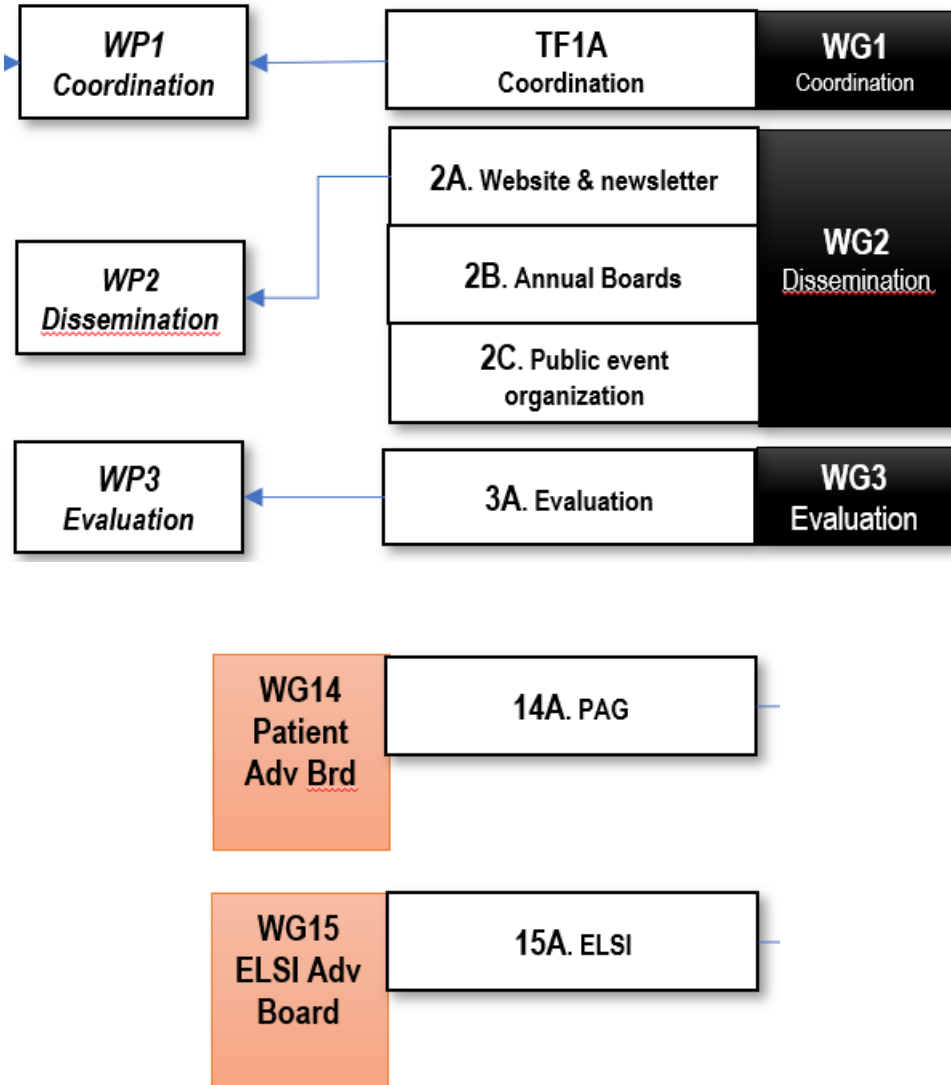 WP1
Coordination
TF1A
Coordination
WG1
Coordination
2A. Website & newsletter
WP2
Dissemination
2B. Annual Boards
WG2
Dissemination
2C. Public event
organization
WP3
Evaluation
3A. Evaluation
WG3
Evaluation
WG14
Patient
Adv Brd
14A. PAG
WG15
ELSI Adv
Board
15A. ELSI